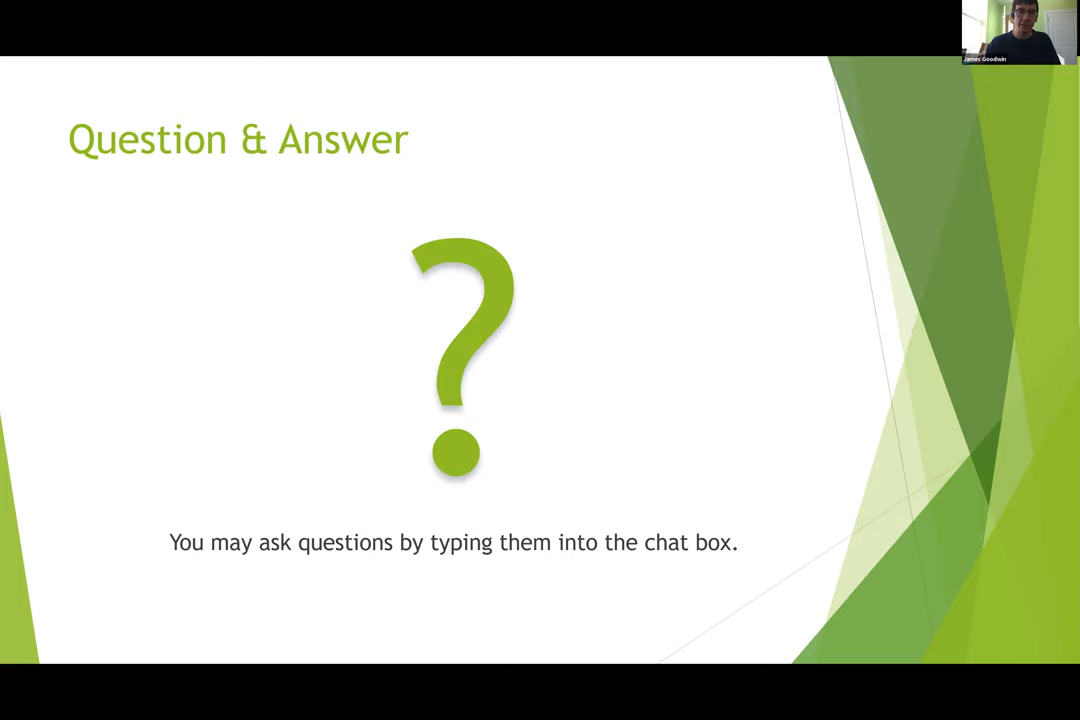 James Goodwin
Question & Answer
?
You may ask questions by typing them into the chat box.